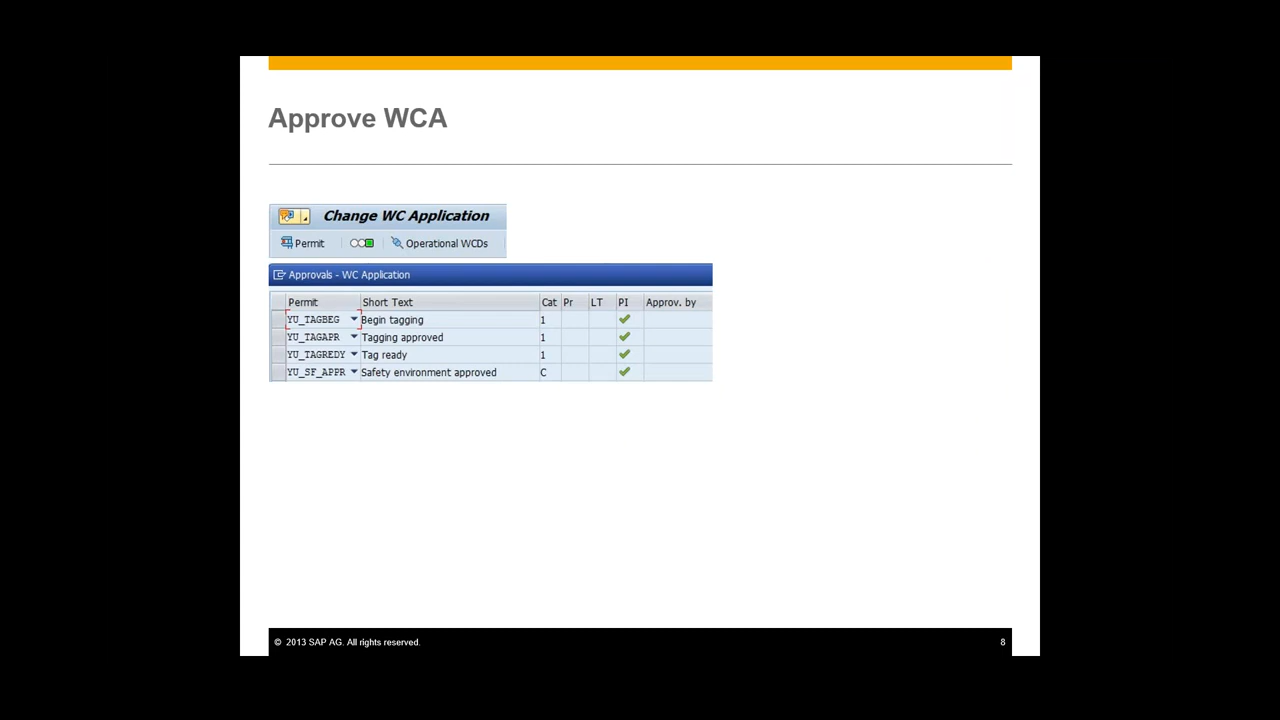 Approve WCA
Change WC Application
Permit Operational WCDs
Approvals - WC Application
Permit Short Text Cat Pr LT PI Approv. by
YU_TAGBEG Begin tagging 1
YU_TAGAPR Tagging approved 1
YU_TAGREDY Tag ready 1
YU_SF_APPR Safety environment approved C
© 2013 SAP AG. All rights reserved. 8